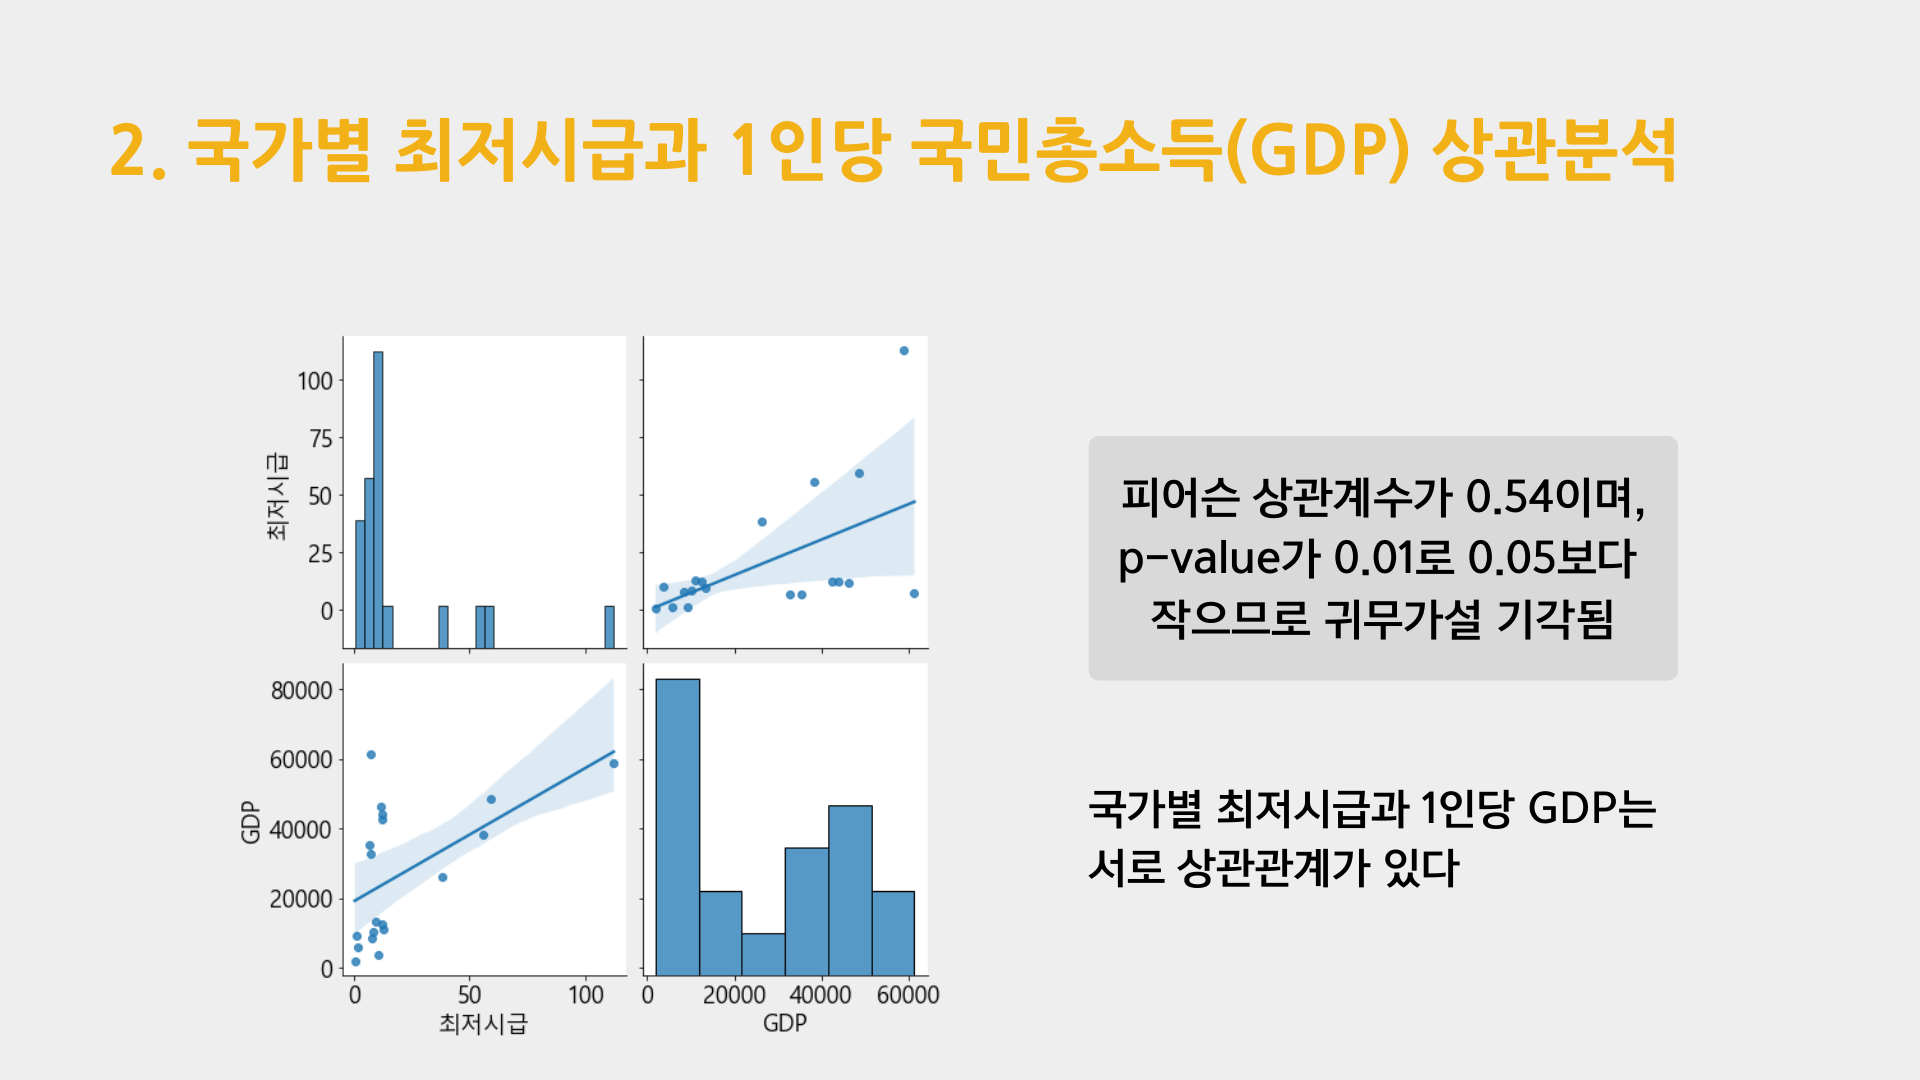 2. 국가별 최저시급과 1인당 국민총소득(GDP) 상관분석
최저시급
100
75
50
25
0
GDP
80000
60000
40000
20000
0
0 50 100
최저시급
0 20000 40000 60000
GDP
피어슨 상관계수가 0.54이며,
p-value가 0.01로 0.05보다
작으므로 귀무가설 기각됨
국가별 최저시급과 1인당 GDP는
서로 상관관계가 있다